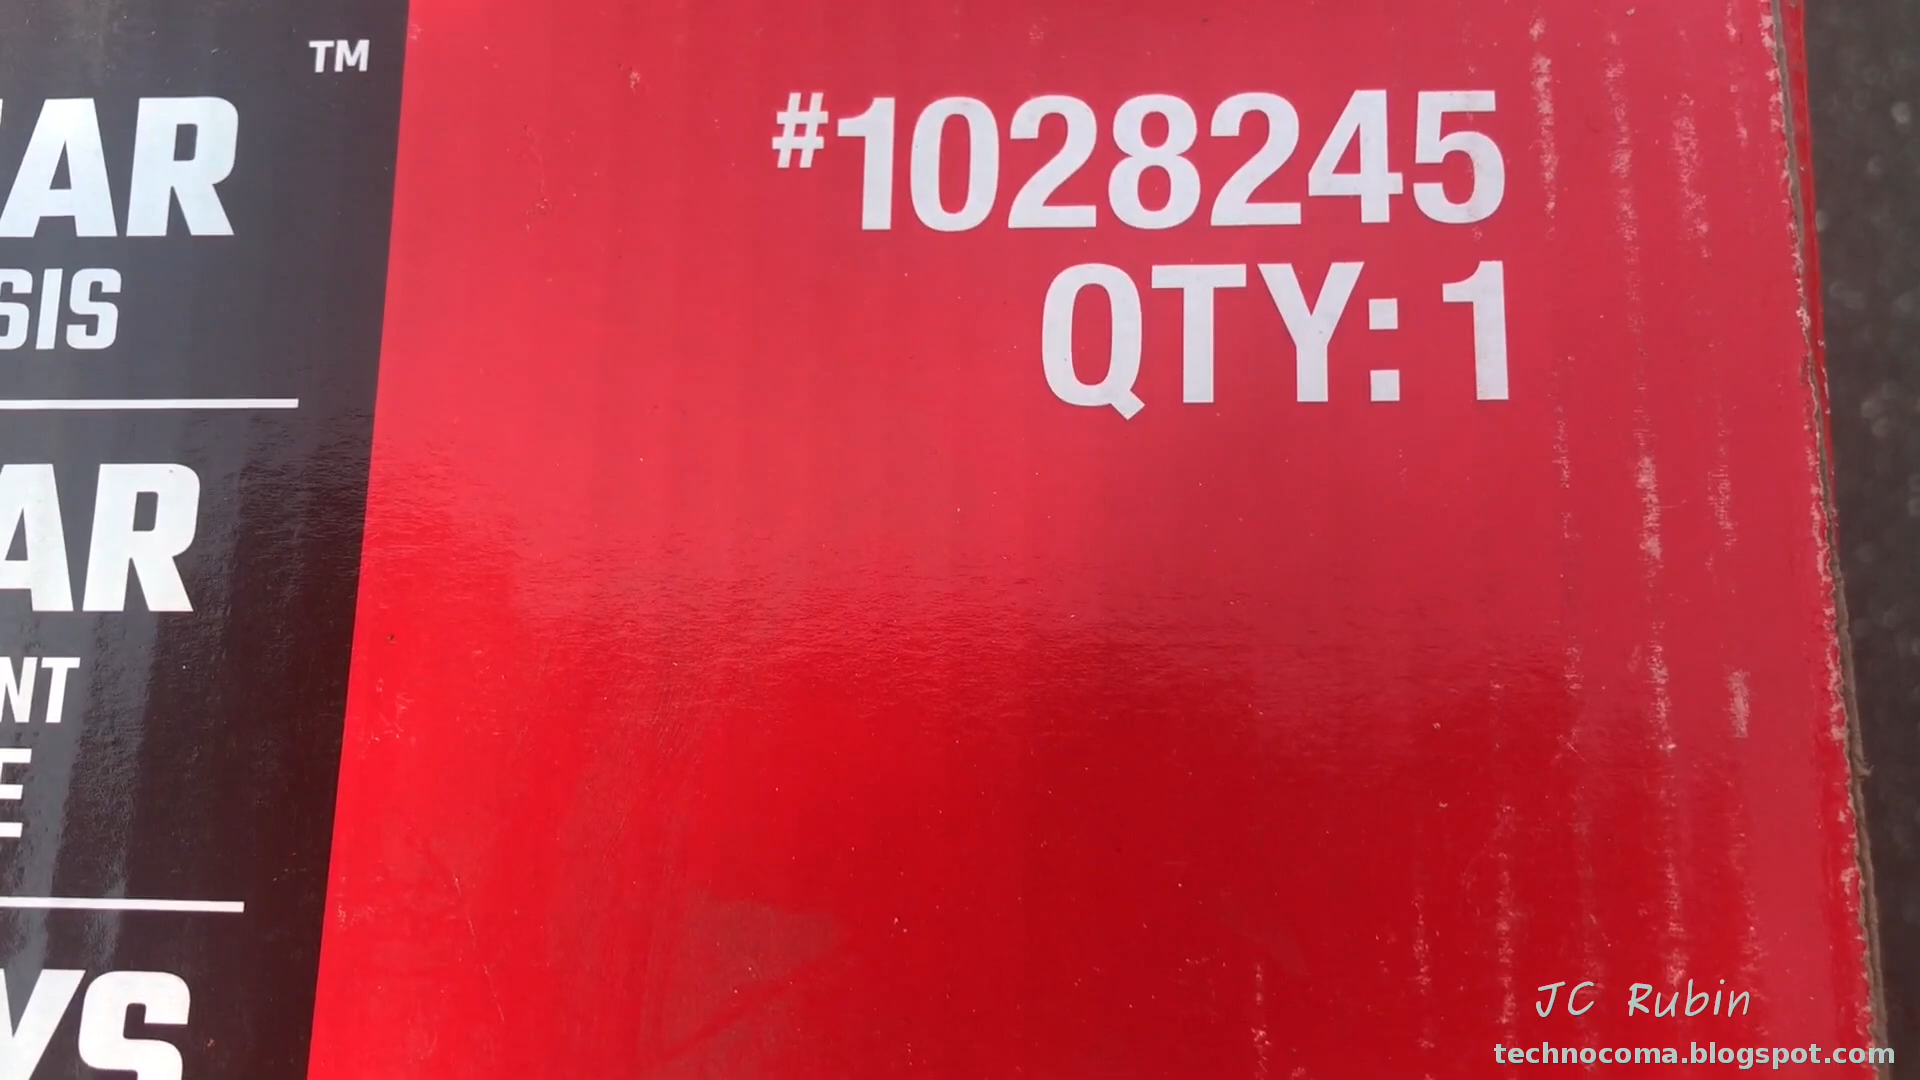 TM
AR
SIS
AR
NT
E
YS
#1028245
QTY: 1
JC Rubin
technocoma.blogspot.com